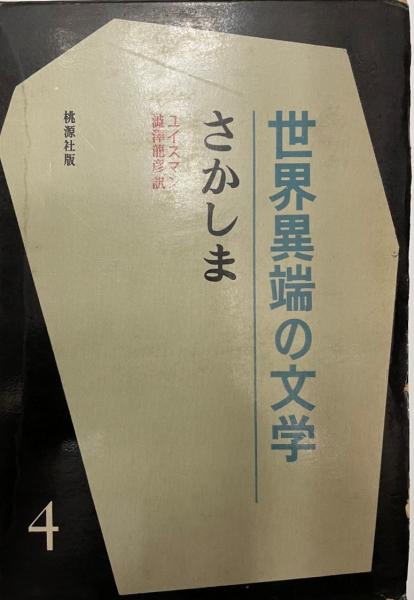 世界異端の文学
さかしま
ユイスマン
澁澤龍彦訳
桃源社版
4